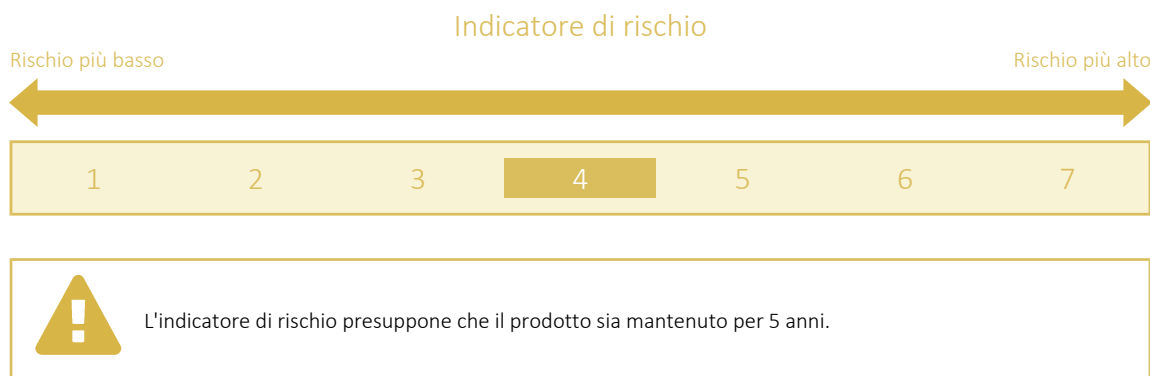 Indicatore di rischio
Rischio più basso Rischio più alto
1 2 3 4 5 6 7
L'indicatore di rischio presuppone che il prodotto sia mantenuto per 5 anni.